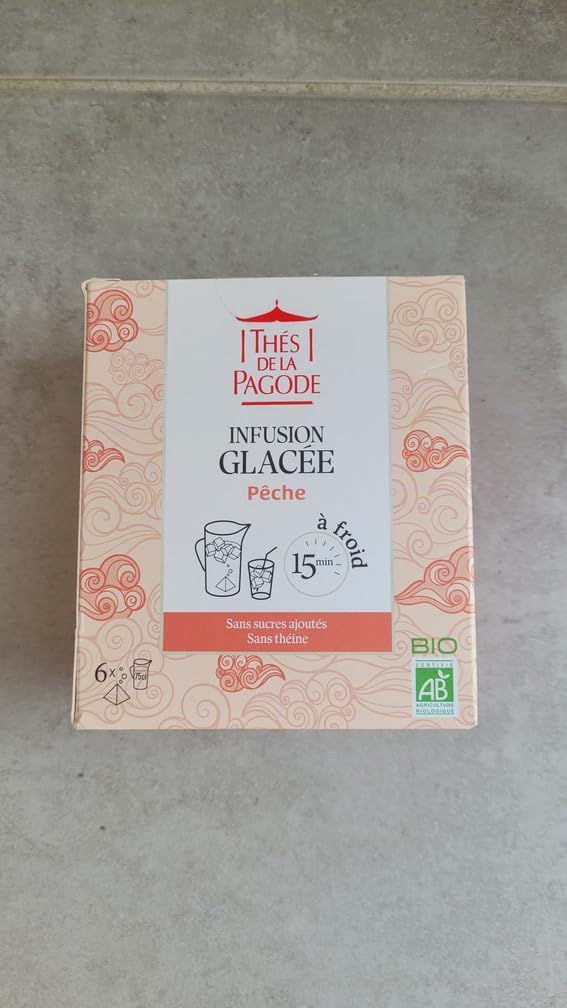 THÉS
DE LA
PAGODE
INFUSION
GLACÉE
Pêche
à froid
15 min
Sans sucres ajoutés
Sans théine
6x
75cl
BIO
CERTIFIÉ
AB
AGRICULTURE
BIOLOGIQUE